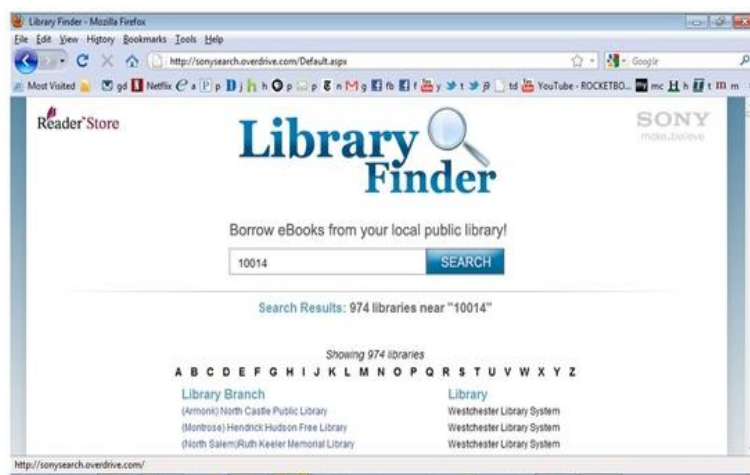 Library Finder - Mozilla Firefox
File Edit View History Bookmarks Tools Help
http://sonysearch.overdrive.com/Default.aspx
Google
Most Visited gd Netflix a p j h O p p n g fb f y t td YouTube - ROCKETBO... mc h t m
Reader Store
SONY
make.believe
Library
Finder
Borrow eBooks from your local public library!
10014 SEARCH
Search Results: 974 libraries near "10014"
Showing 974 libraries
A B C D E F G H I J K L M N O P Q R S T U V W X Y Z
Library Branch Library
(Armonk) North Castle Public Library Westchester Library System
(Montrose) Hendrick Hudson Free Library Westchester Library System
(North Salem)Ruth Keeler Memorial Library Westchester Library System
http://sonysearch.overdrive.com/